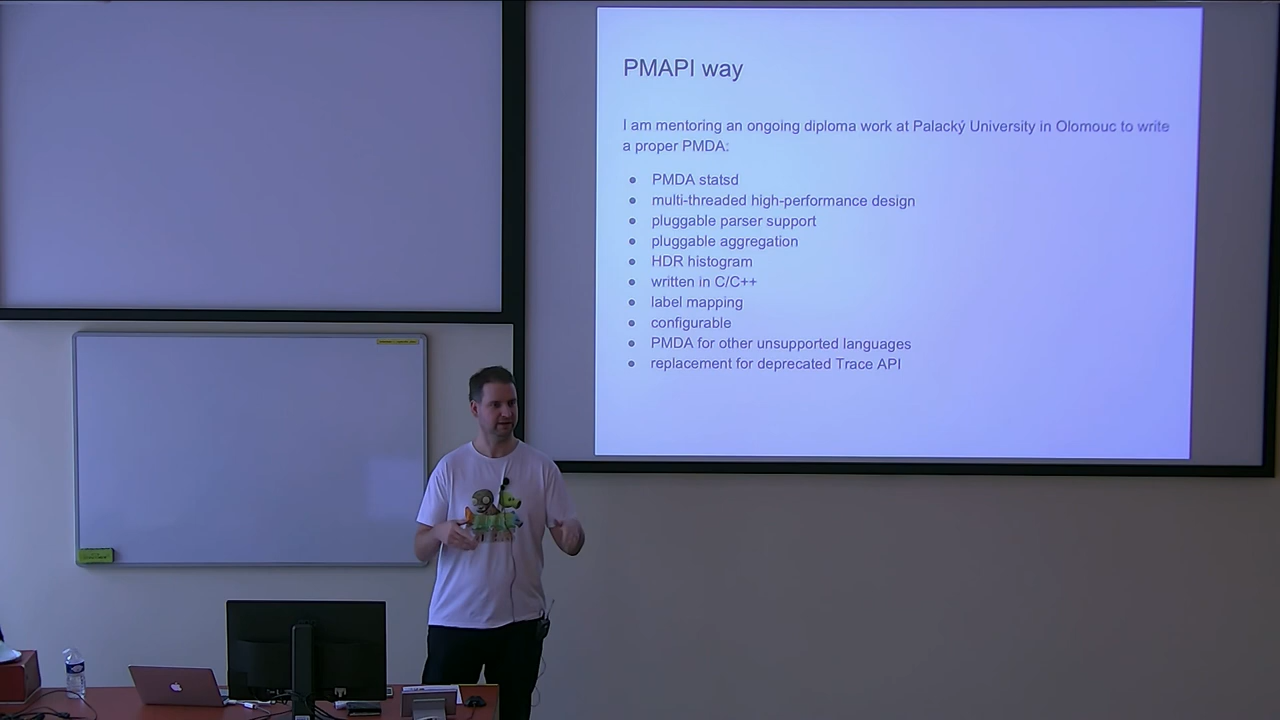 PMAPI way
I am mentoring an ongoing diploma work at Palacký University in Olomouc to write
a proper PMDA:
● PMDA statsd
● multi-threaded high-performance design
● pluggable parser support
● pluggable aggregation
● HDR histogram
● written in C/C++
● label mapping
● configurable
● PMDA for other unsupported languages
● replacement for deprecated Trace API